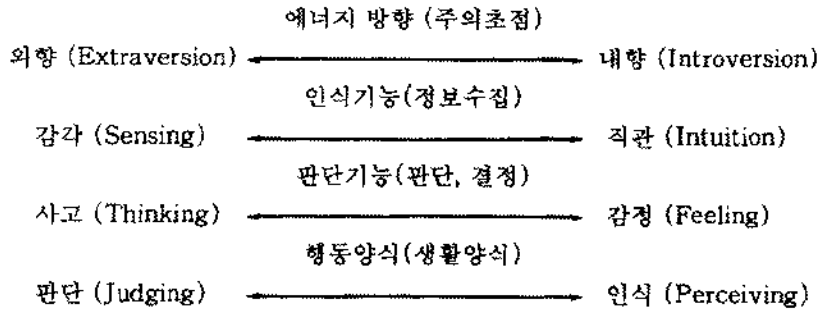 에너지 방향 (주의초점)
외향 (Extraversion) 내향 (Introversion)
인식기능(정보수집)
감각 (Sensing) 직관 (Intuition)
판단기능(판단, 결정)
사고 (Thinking) 감정 (Feeling)
행동양식(생활양식)
판단 (Judging) 인식 (Perceiving)